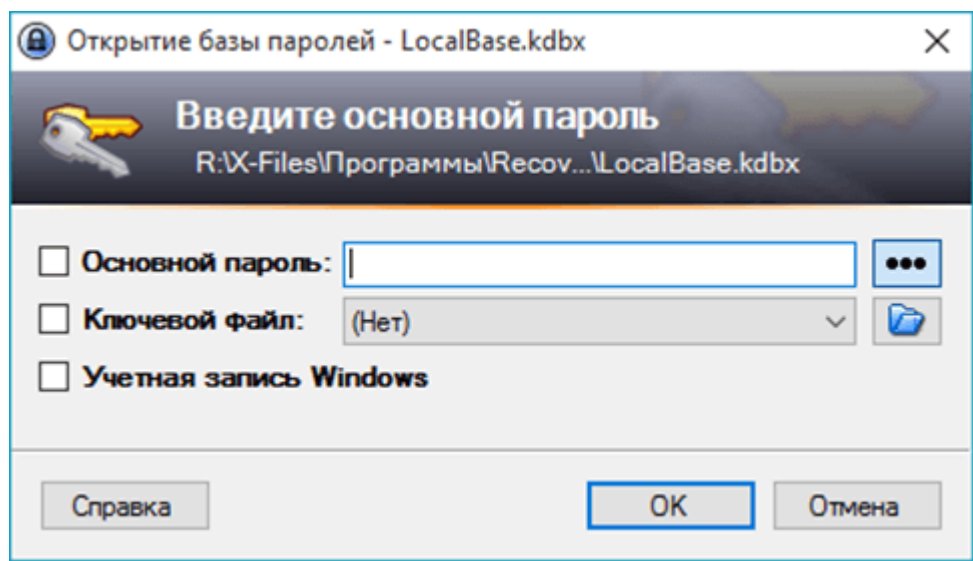 Открытие базы паролей - LocalBase.kdbx
Введите основной пароль
R:\X-Files\Программы\Recov...\LocalBase.kdbx
Основной пароль:
Ключевой файл: (Нет)
Учетная запись Windows
Справка OK Отмена